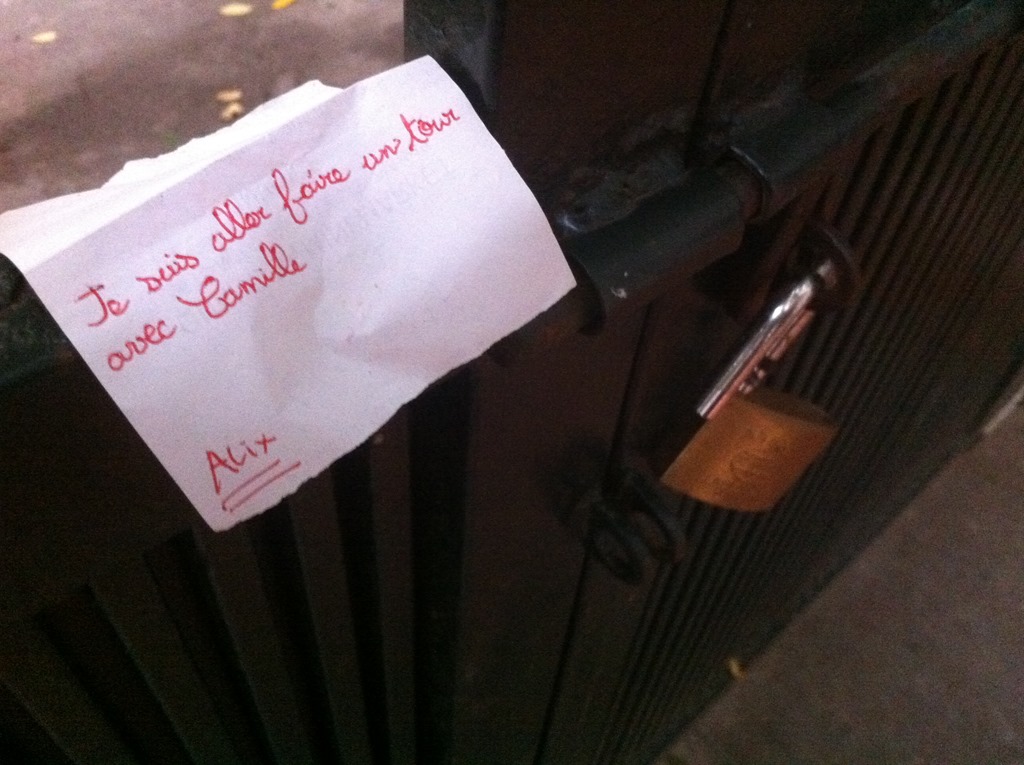 Je suis aller faire un tour
avec Camille
Alix